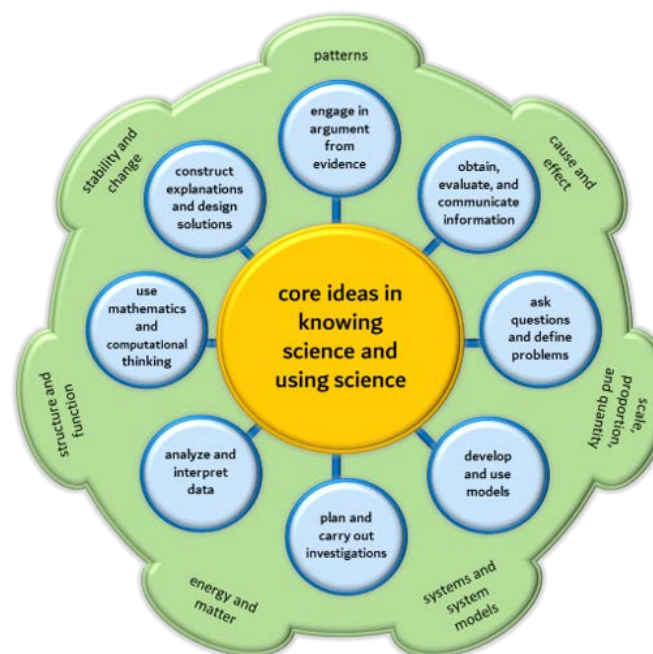 patterns
engage in
argument
from
evidence
obtain,
evaluate, and
communicate
information
cause and
effect
ask
questions
and define
problems
scale,
proportion,
and quantity
develop
and use
models
systems and
system
models
plan and
carry out
investigations
energy and
matter
analyze and
interpret
data
structure and
function
use
mathematics
and
computational
thinking
construct
explanations
and design
solutions
stability and
change
core ideas in
knowing
science and
using science